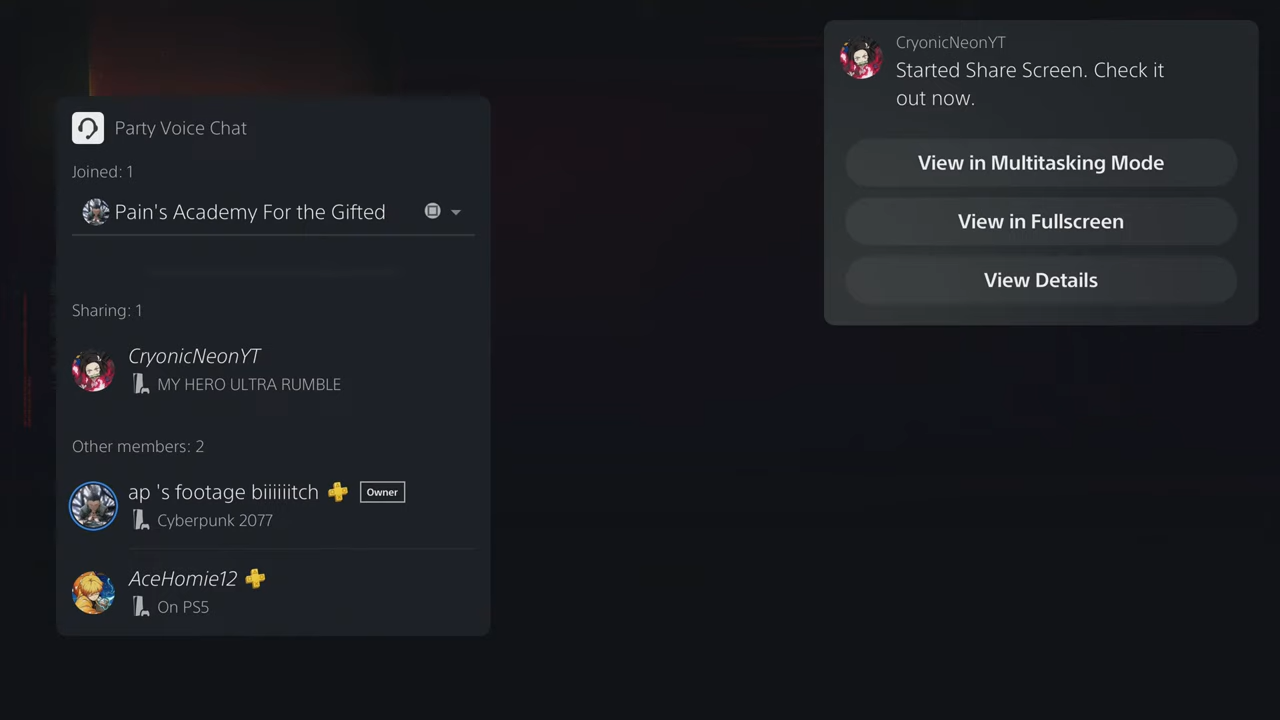 Party Voice Chat
Joined: 1
Pain's Academy For the Gifted
Sharing: 1
CryonicNeonYT
MY HERO ULTRA RUMBLE
Other members: 2
ap 's footage biiiiiitch
Owner
Cyberpunk 2077
AceHomie12
On PS5
CryonicNeonYT
Started Share Screen. Check it
out now.
View in Multitasking Mode
View in Fullscreen
View Details